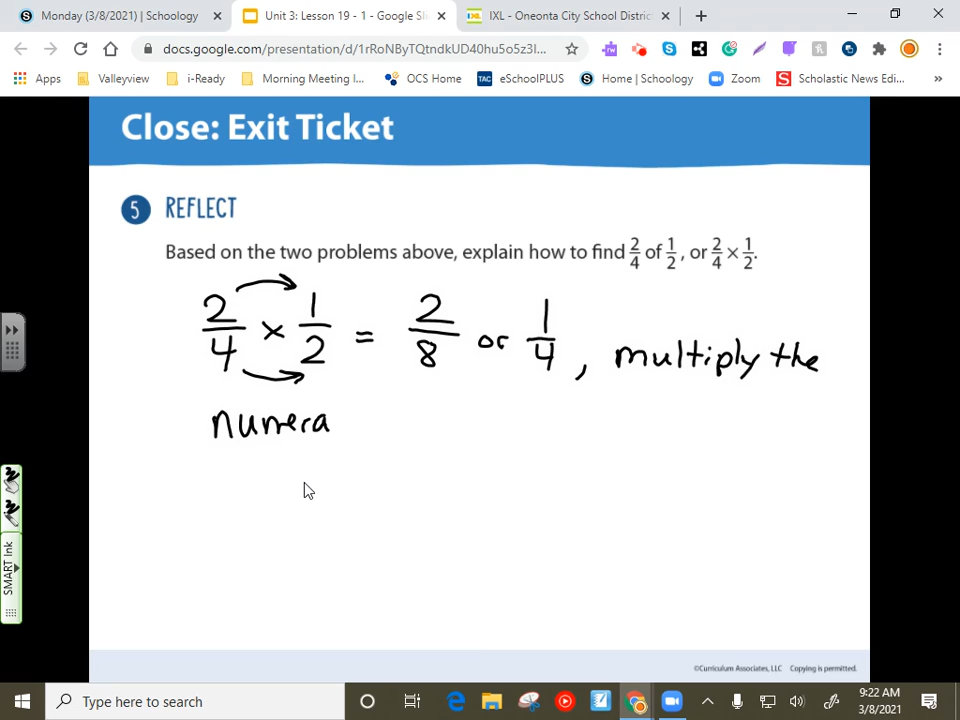 Monday (3/8/2021) | Schoology
Unit 3: Lesson 19 - 1 - Google Sli
IXL - Oneonta City School District
docs.google.com/presentation/d/1rRoNByTQtndkUD40hu5o5z3I...
Apps Valleyview i-Ready Morning Meeting I... OCS Home TAC eSchoolPLUS S Home | Schoology Zoom S Scholastic News Edi... »
Close: Exit Ticket
5 REFLECT
Based on the two problems above, explain how to find 2/4 of 1/2, or 2/4 × 1/2.
2/4 × 1/2 = 2/8 or 1/4, multiply the
numera
SMART Ink
©Curriculum Associates, LLC Copying is permitted.
Type here to search
9:22 AM
3/8/2021